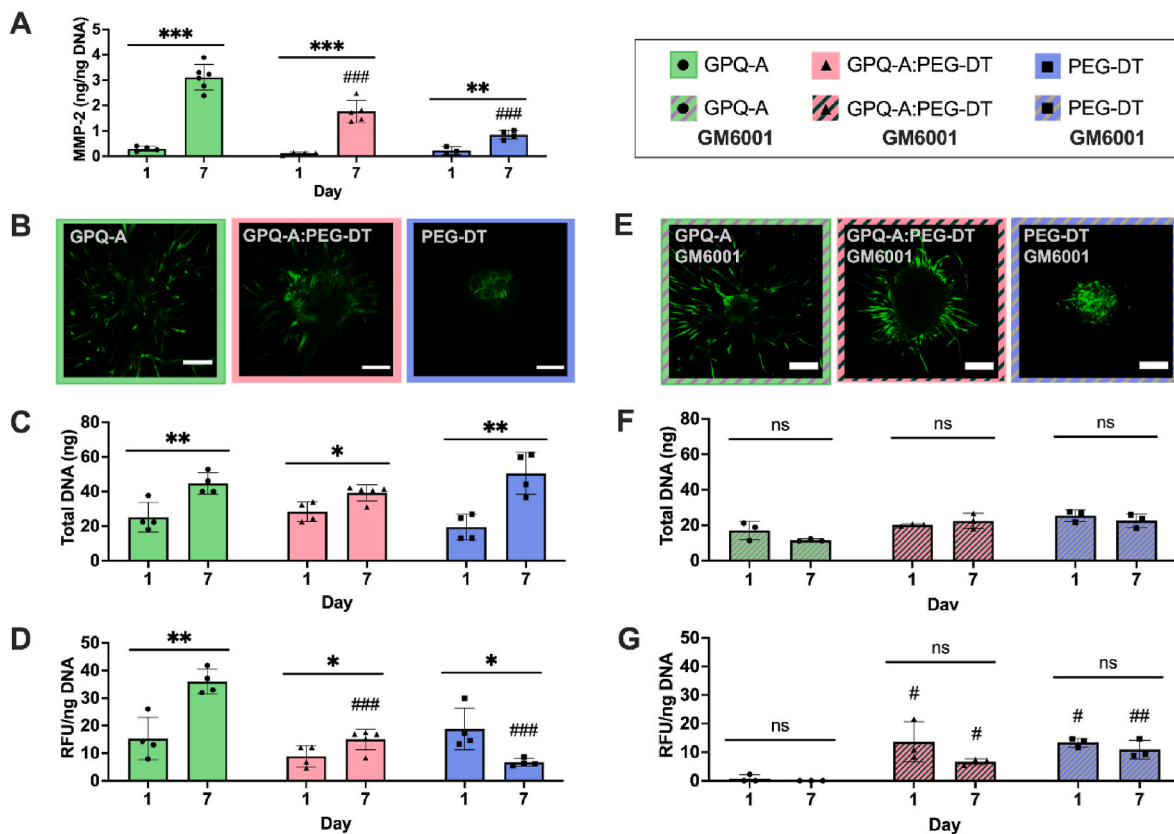 A
MMP-2 (ng/ng DNA)
5
4
3
2
1
0
***
***
###
**
###
1 7 1 7 1 7
Day
GPQ-A GPQ-A:PEG-DT PEG-DT
GPQ-A GPQ-A:PEG-DT PEG-DT
GM6001 GM6001 GM6001
B
GPQ-A
GPQ-A:PEG-DT
PEG-DT
E
GPQ-A
GM6001
GPQ-A:PEG-DT
GM6001
PEG-DT
GM6001
C
Total DNA (ng)
80
60
40
20
0
**
*
**
1 7 1 7 1 7
Day
F
Total DNA (ng)
80
60
40
20
0
ns
ns
ns
1 7 1 7 1 7
Dav
D
RFU/ng DNA
50
40
30
20
10
0
**
*
###
*
###
1 7 1 7 1 7
Day
G
RFU/ng DNA
50
40
30
20
10
0
ns
ns
#
#
ns
#
##
1 7 1 7 1 7
Day